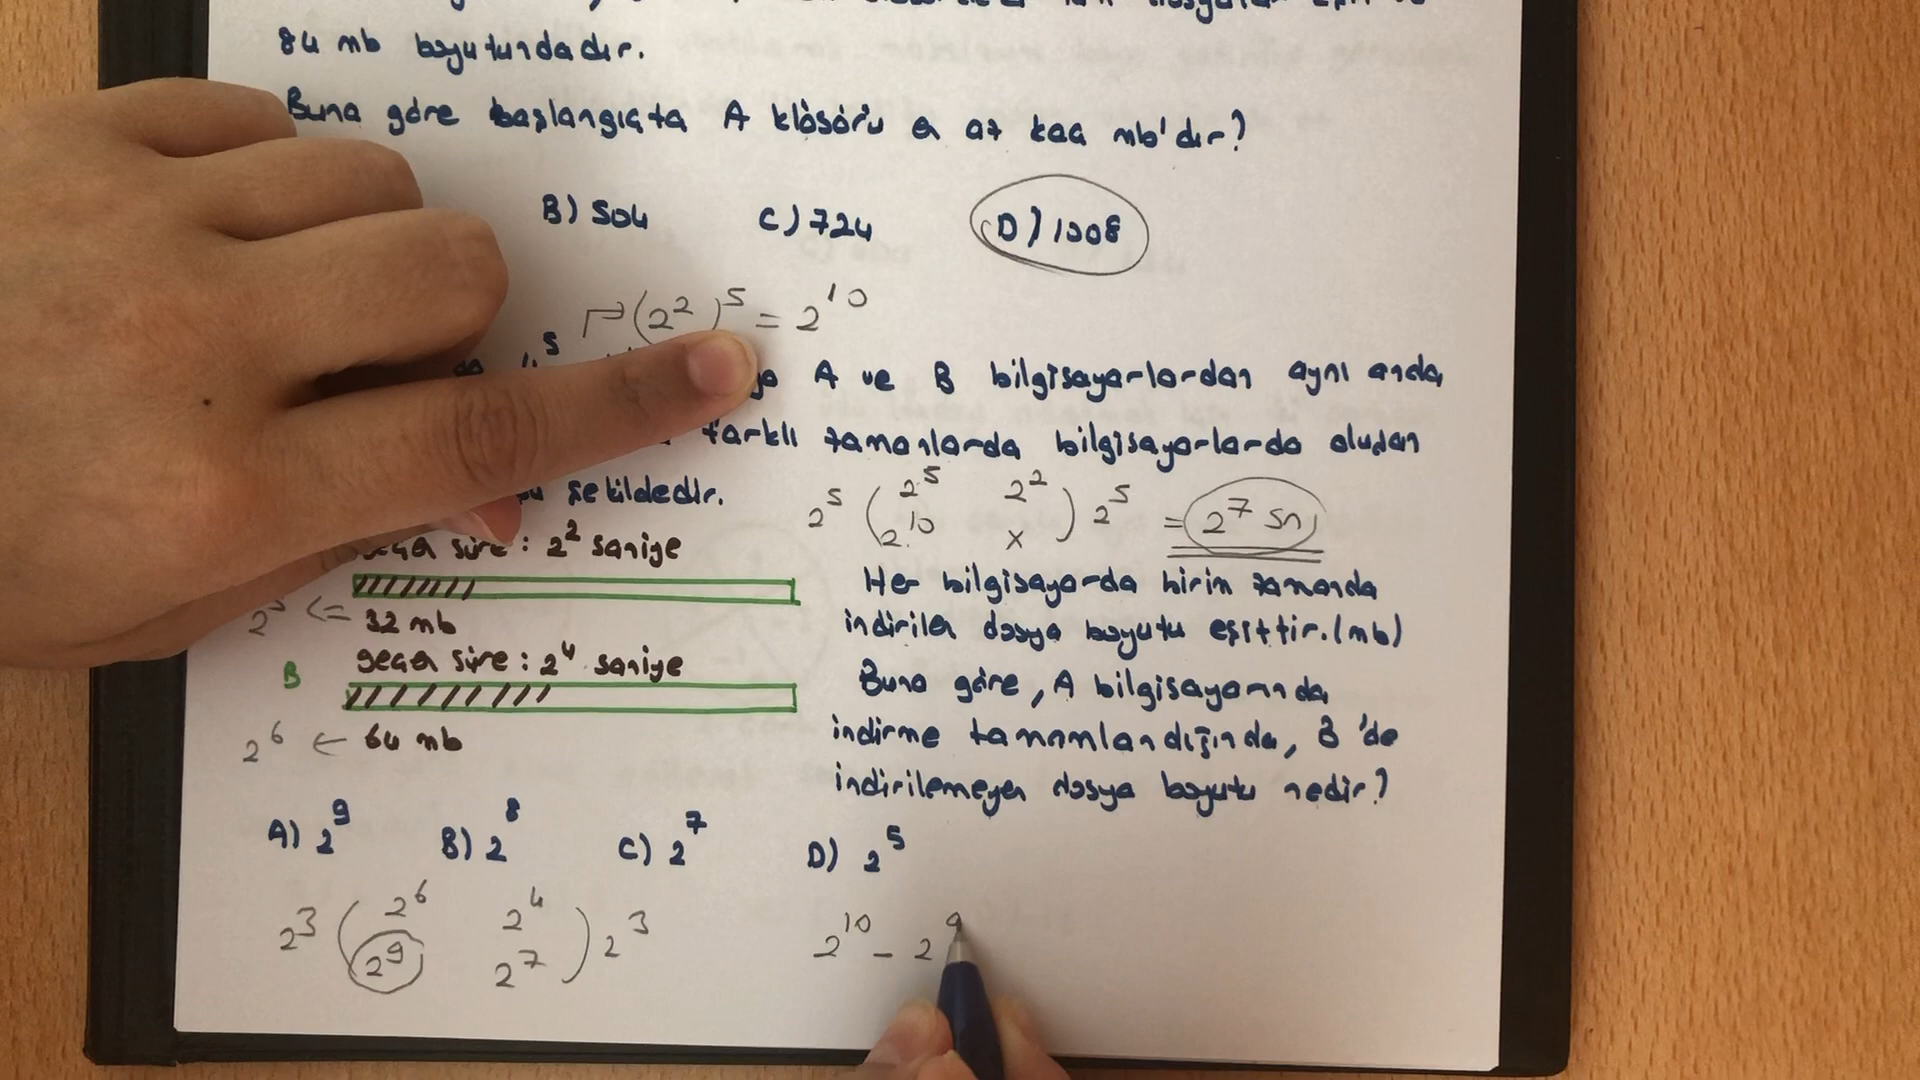 84 mb boyutundadır.
Buna göre başlangıçta A klösörü en az kaç mb'dır?
B) 504 C) 724 D) 1008
(2²)⁵ = 2¹⁰
A ve B bilgisayarlardan aynı anda,
farklı zamanlarda bilgisayarlarda oluşan
şekildedir.
2⁵ ( 2⁵ 2² ) 2⁵ = 2⁷ sn
2¹⁰ x
süre : 2² saniye
Her bilgisayarda birim zamanda
32 mb
indirilen dosya boyutu eşittir. (mb)
B geçen süre : 2⁴ saniye
Buna göre, A bilgisayarında
2⁶ ← 64 mb
indirme tamamlandığında, B'de
indirilemeyen dosya boyutu nedir?
A) 2⁹ B) 2⁸ C) 2⁷ D) 2⁵
2³ ( 2⁶ 2⁴ ) 2³
2⁹ 2⁷
2¹⁰ - 2⁹